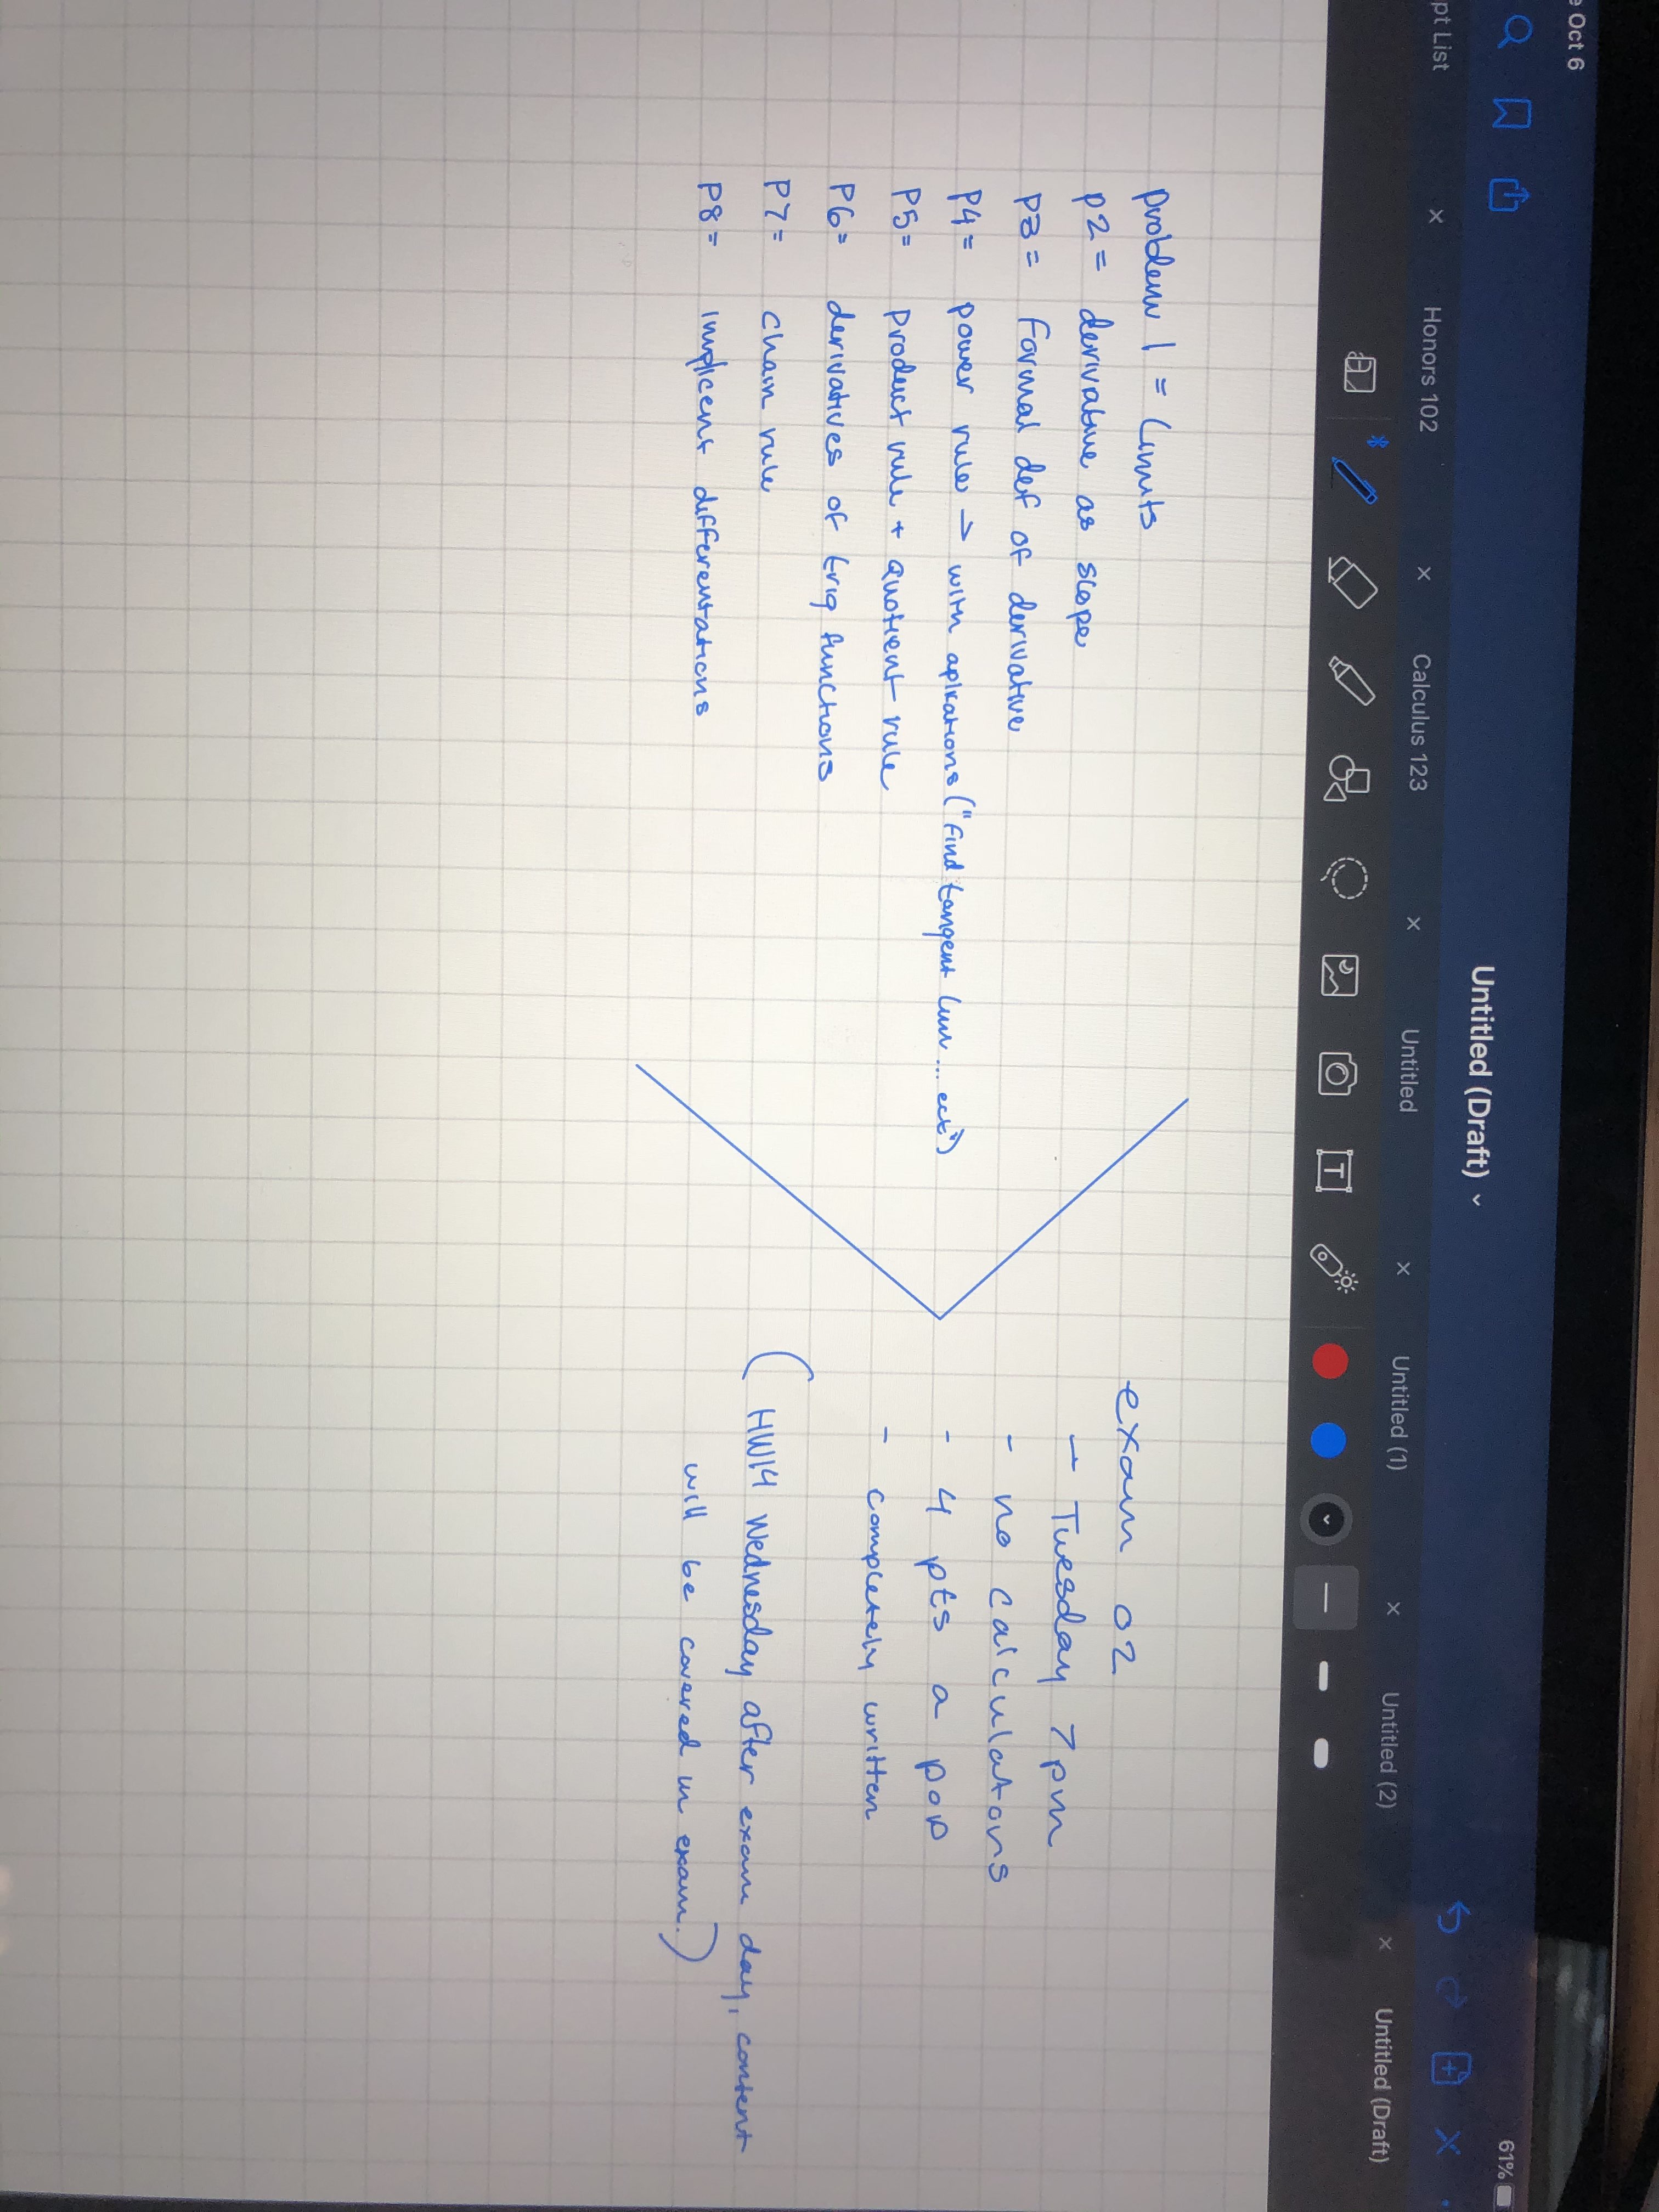 e Oct 6
61%
Untitled (Draft)
pt List
Honors 102
Calculus 123
Untitled
Untitled (1)
Untitled (2)
Untitled (Draft)
T
problem 1 = Limits
p2 = derivative as slope
p3 = Formal def of derivative
P4 = power rule → with aplications ("Find tangent line ... ect")
P5 = Product rule + Quotient rule
P6 = derivatives of trig functions
P7 = chain rule
P8 = Implicent differentations
exam 02
- Tuesday 7pm
- no calculators
- 4 pts a pop
- completely written
( HW14 Wednesday after exam day, content
will be covered in exam.)